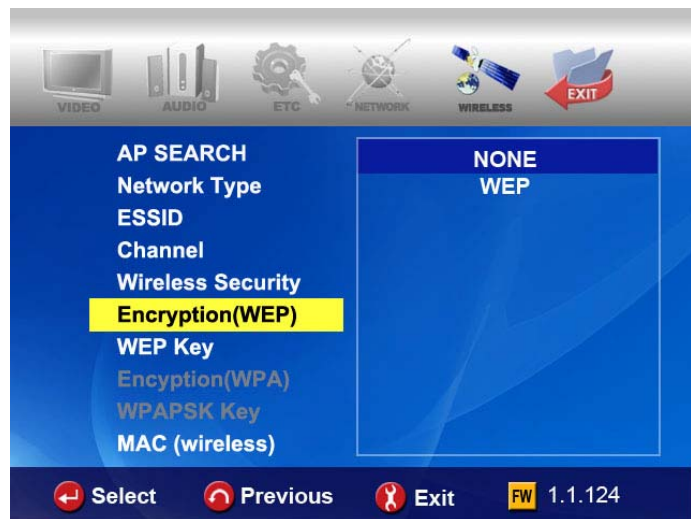 VIDEO AUDIO ETC NETWORK WIRELESS EXIT
AP SEARCH
Network Type
ESSID
Channel
Wireless Security
Encryption(WEP)
WEP Key
Encyption(WPA)
WPAPSK Key
MAC (wireless)
NONE
WEP
Select Previous Exit FW 1.1.124